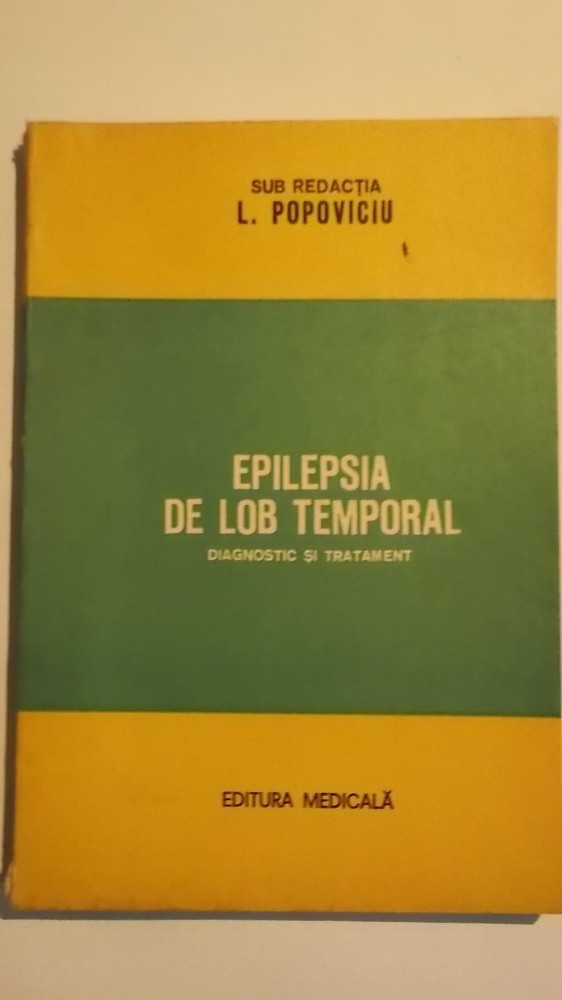 SUB REDACȚIA
L. POPOVICIU
EPILEPSIA
DE LOB TEMPORAL
DIAGNOSTIC ȘI TRATAMENT
EDITURA MEDICALĂ